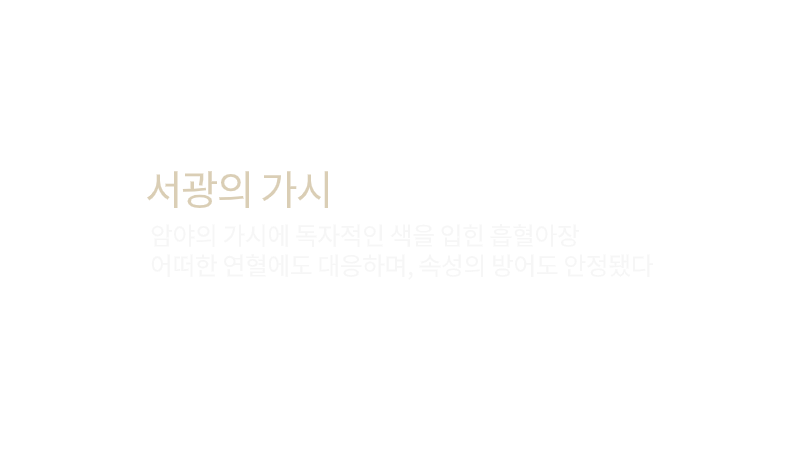 서광의 가시
암야의 가시에 독자적인 색을 입힌 흡혈아장
어떠한 연혈에도 대응하며, 속성의 방어도 안정됐다